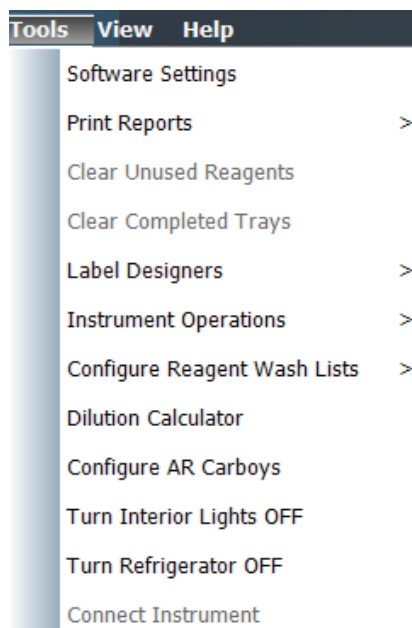 Tools View Help
Software Settings
Print Reports >
Clear Unused Reagents
Clear Completed Trays
Label Designers >
Instrument Operations >
Configure Reagent Wash Lists >
Dilution Calculator
Configure AR Carboys
Turn Interior Lights OFF
Turn Refrigerator OFF
Connect Instrument